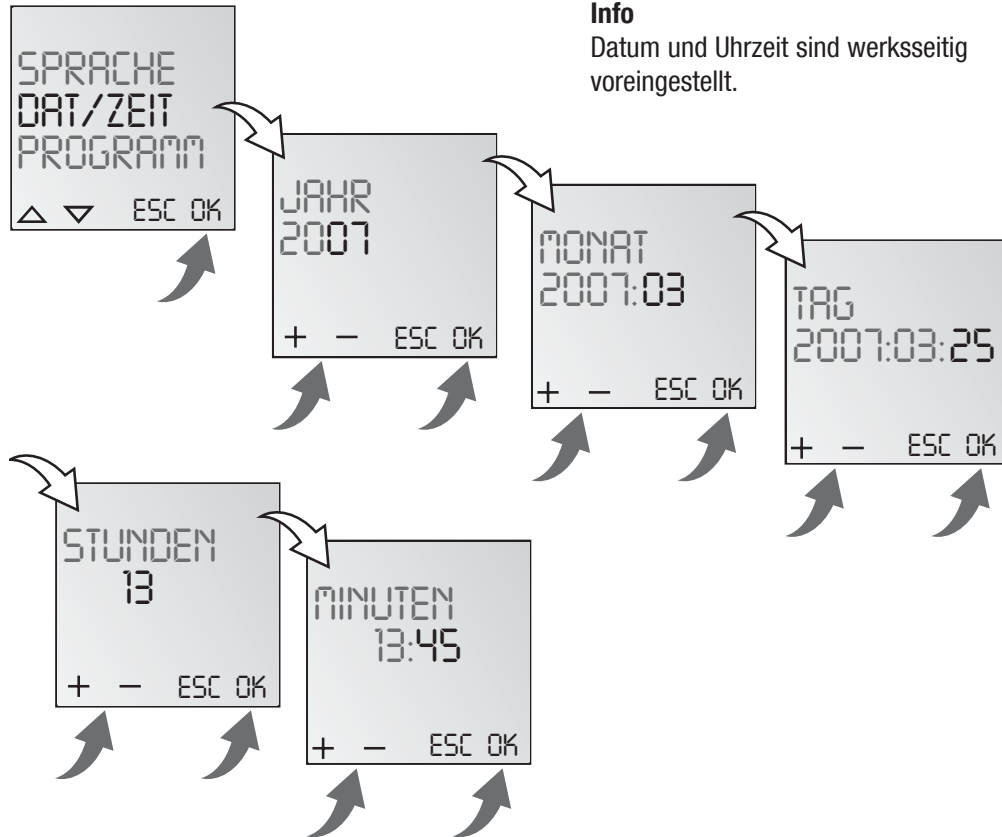 Info
Datum und Uhrzeit sind werksseitig
voreingestellt.
SPRACHE
DAT/ZEIT
PROGRAMM
ESC OK
JAHR
2007
+ − ESC OK
MONAT
2007:03
+ − ESC OK
TAG
2007:03:25
+ − ESC OK
STUNDEN
13
+ − ESC OK
MINUTEN
13:45
+ − ESC OK